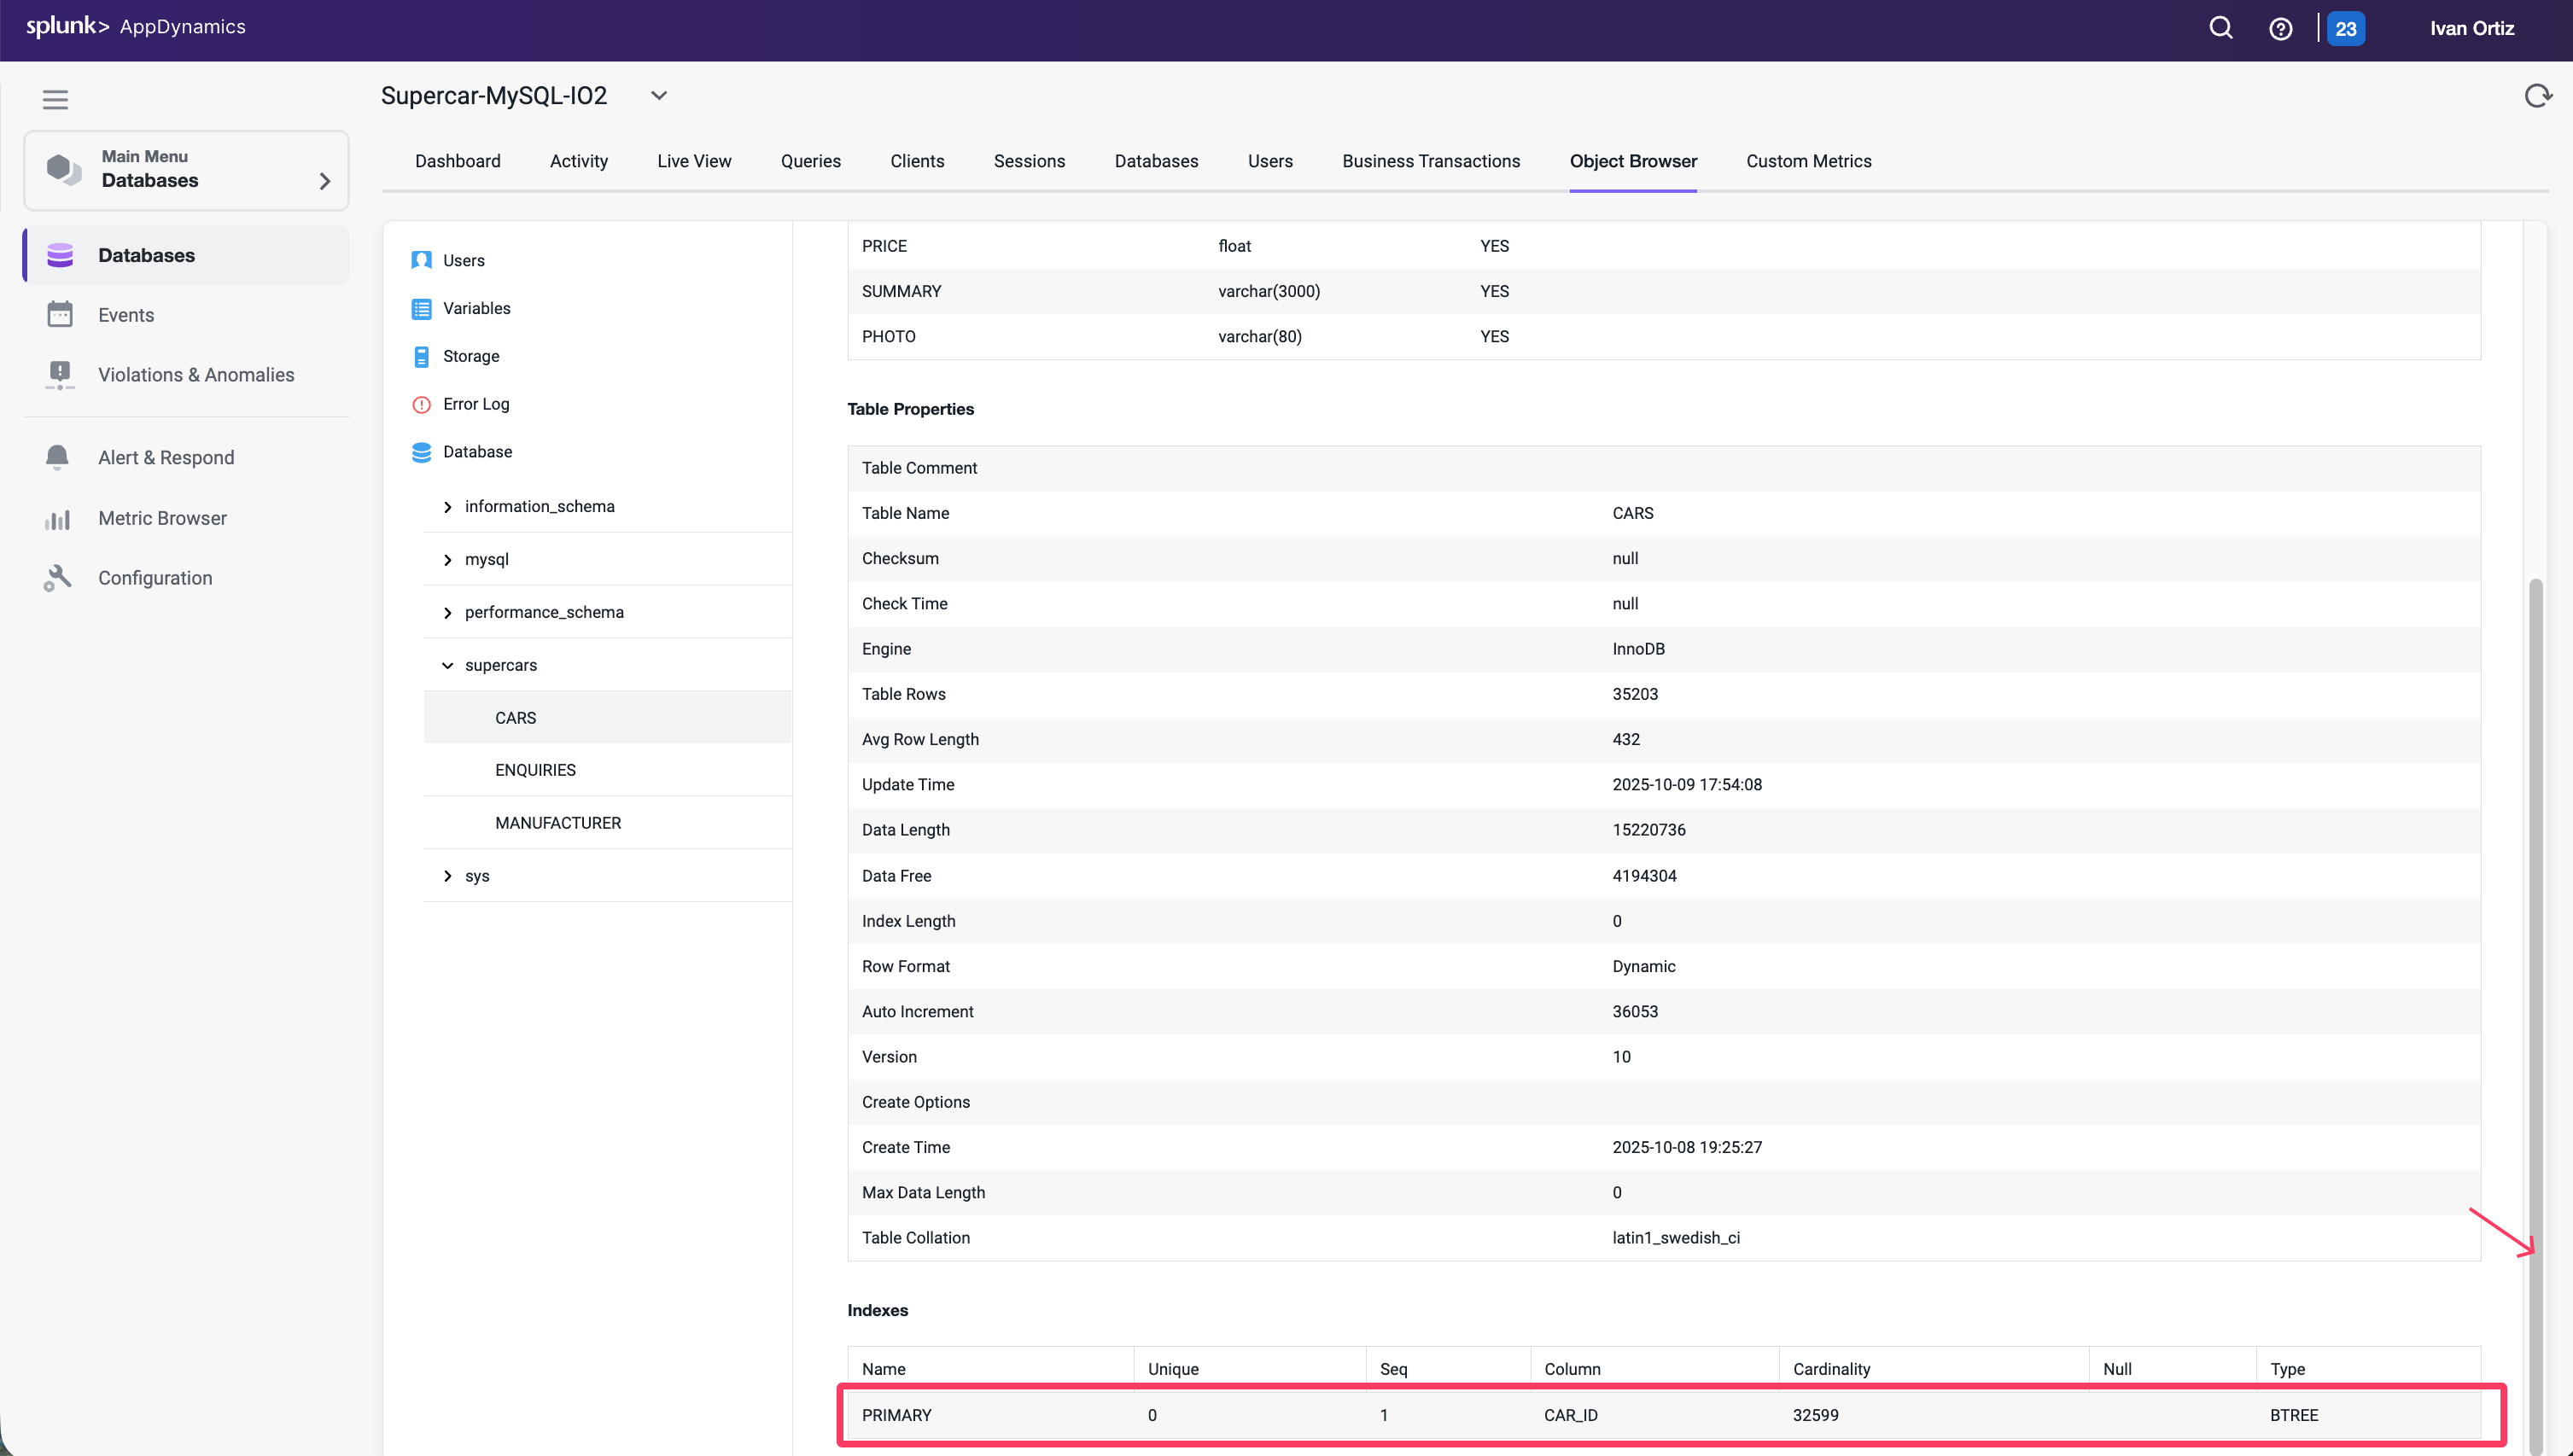 splunk> AppDynamics
23
Ivan Ortiz
Main Menu
Databases
Databases
Events
Violations & Anomalies
Alert & Respond
Metric Browser
Configuration
Supercar-MySQL-IO2
Dashboard Activity Live View Queries Clients Sessions Databases Users Business Transactions Object Browser Custom Metrics
Users
Variables
Storage
Error Log
Database
information_schema
mysql
performance_schema
supercars
CARS
ENQUIRIES
MANUFACTURER
sys
PRICE float YES
SUMMARY varchar(3000) YES
PHOTO varchar(80) YES
Table Properties
Table Comment
Table Name CARS
Checksum null
Check Time null
Engine InnoDB
Table Rows 35203
Avg Row Length 432
Update Time 2025-10-09 17:54:08
Data Length 15220736
Data Free 4194304
Index Length 0
Row Format Dynamic
Auto Increment 36053
Version 10
Create Options
Create Time 2025-10-08 19:25:27
Max Data Length 0
Table Collation latin1_swedish_ci
Indexes
Name Unique Seq Column Cardinality Null Type
PRIMARY 0 1 CAR_ID 32599 BTREE